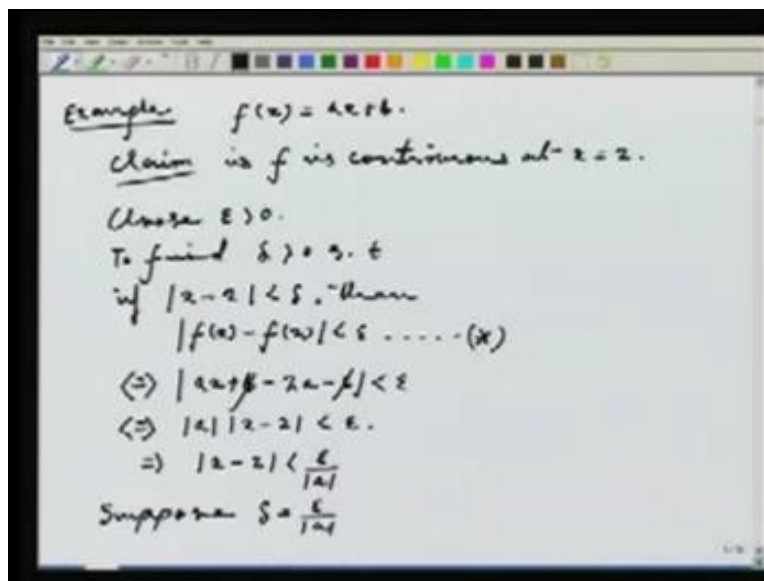 Example f(x) = ax+b.
Claim is f is continuous at x = 2.
Choose ε > 0.
To find δ > 0 s.t
if |x - 2| < δ, then
|f(x) - f(2)| < ε ..... (*)
<=> |ax + b - 2a - b| < ε
<=> |a| |x - 2| < ε.
=> |x - 2| < ε/|a|
Suppose δ = ε/|a|